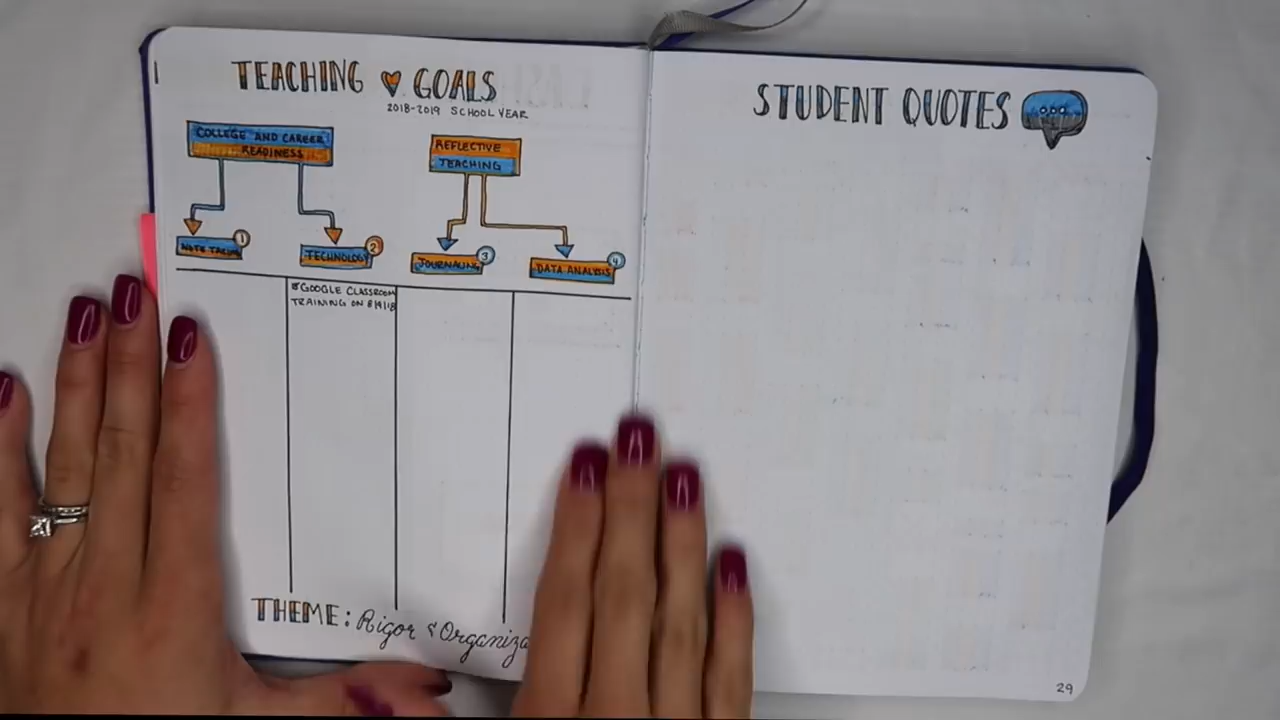 TEACHING GOALS
2018-2019 SCHOOL YEAR
COLLEGE AND CAREER
READINESS
REFLECTIVE
TEACHING
NOTE TAKING
1
TECHNOLOGY
2
JOURNALING
3
DATA ANALYSIS
4
GOOGLE CLASSROOM
TRAINING ON 8/9/18
THEME: Rigor & Organiza
STUDENT QUOTES
29